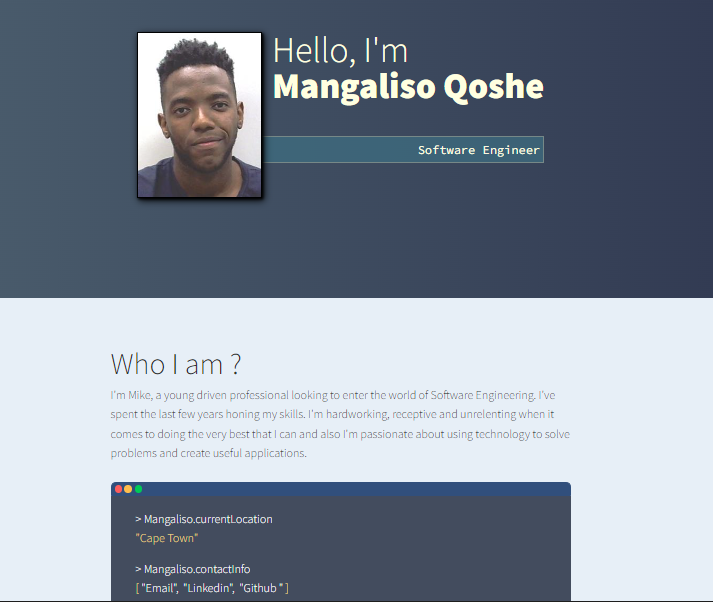 Hello, I'm
Mangaliso Qoshe
Software Engineer
Who I am ?
I'm Mike, a young driven professional looking to enter the world of Software Engineering. I've
spent the last few years honing my skills. I'm hardworking, receptive and unrelenting when it
comes to doing the very best that I can and also I'm passionate about using technology to solve
problems and create useful applications.
> Mangaliso.currentLocation
"Cape Town"
> Mangaliso.contactInfo
[ "Email", "Linkedin", "Github " ]